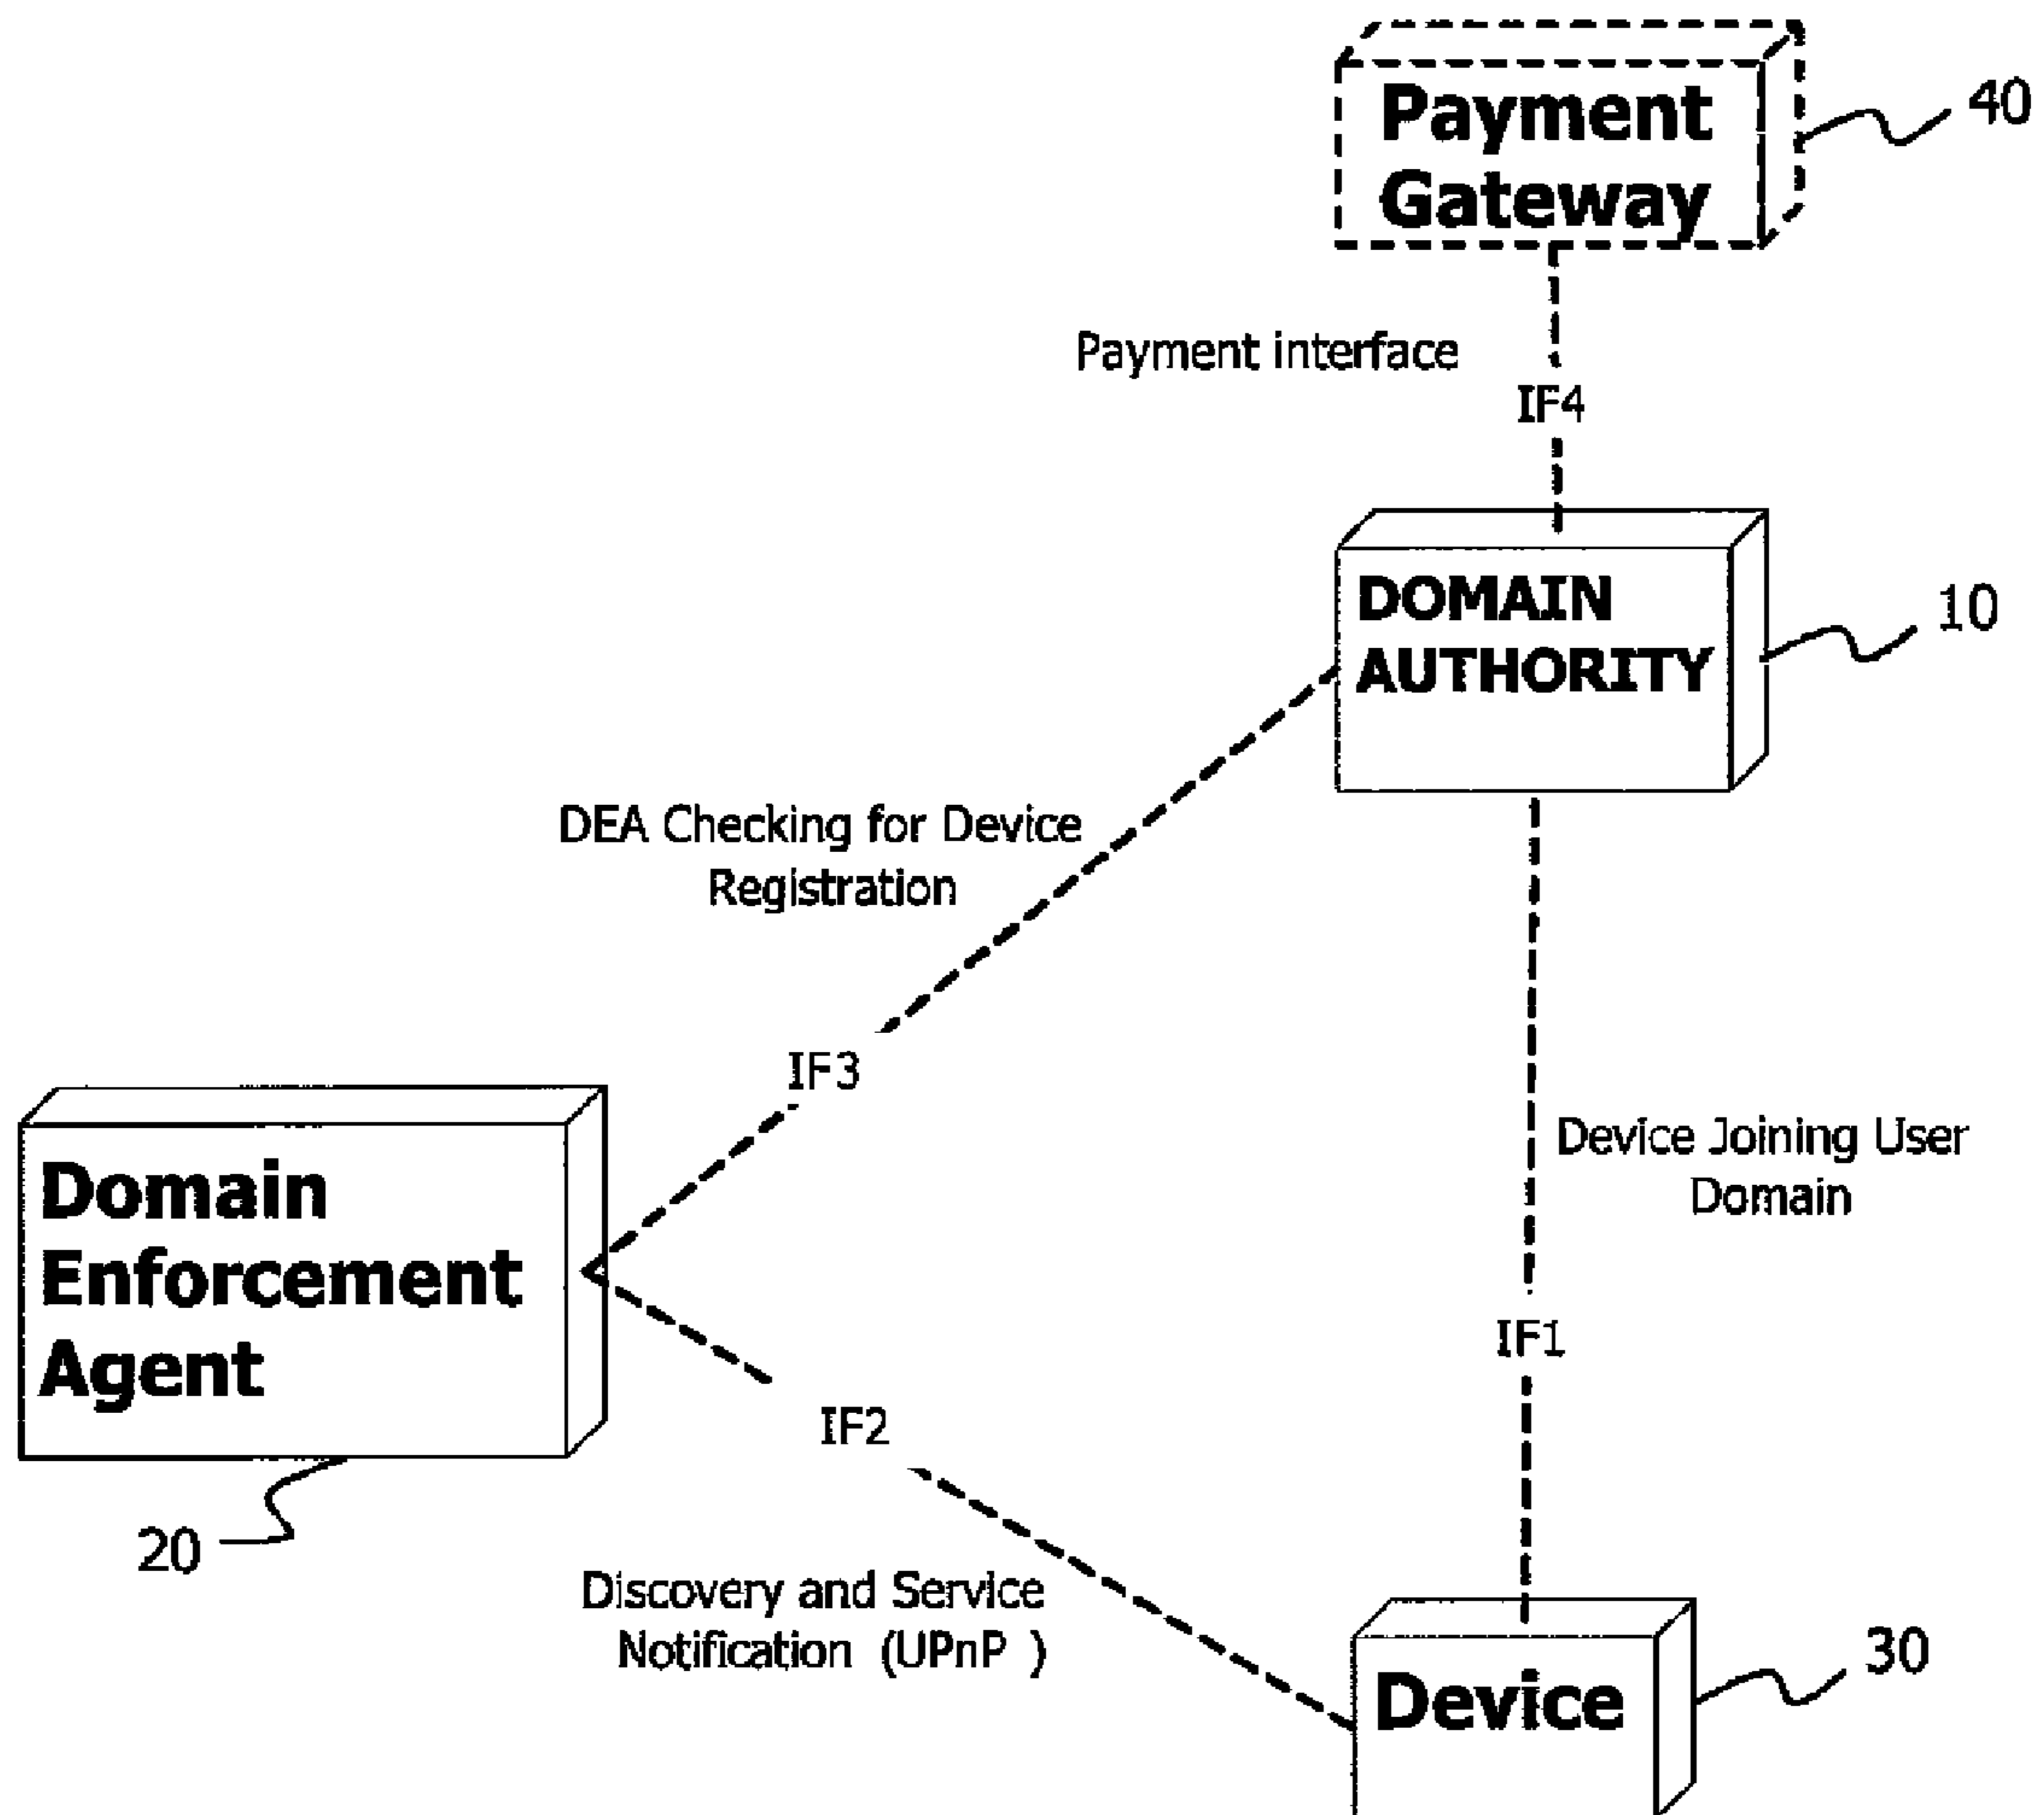 Payment
Gateway
40
Payment interface
IF4
DOMAIN
AUTHORITY
10
DEA Checking for Device
Registration
IF3
Device Joining User
Domain
Domain
Enforcement
Agent
IF1
IF2
20
Discovery and Service
Notification (UPnP )
Device
30